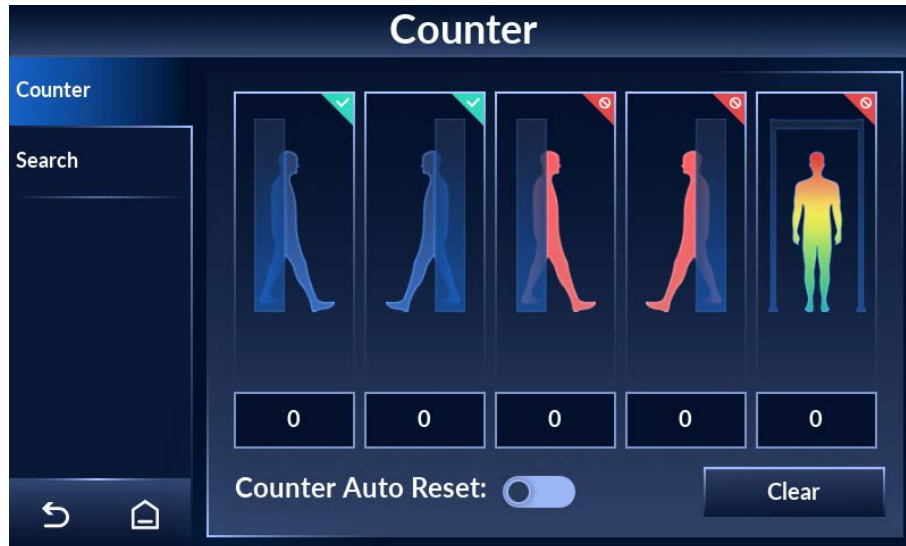 Counter
Counter
Search
0 0 0 0 0
Counter Auto Reset:
Clear